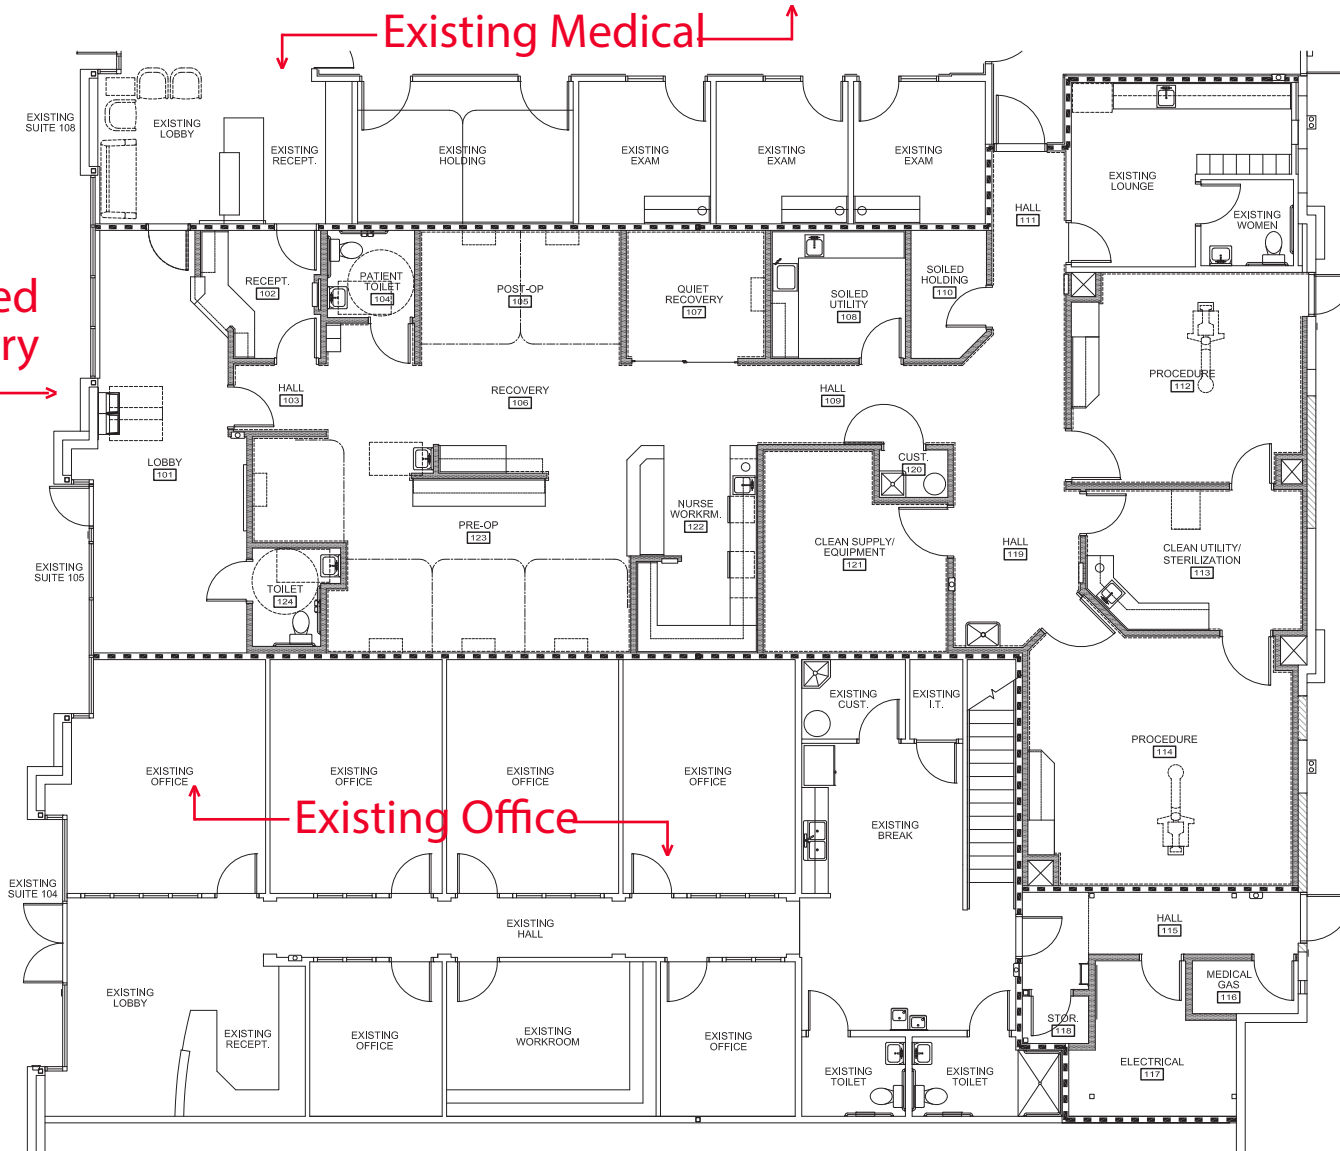 Existing Medical
EXISTING
SUITE 108
EXISTING
LOBBY
EXISTING
RECEPT.
EXISTING
HOLDING
EXISTING
EXAM
EXISTING
EXAM
EXISTING
EXAM
EXISTING
LOUNGE
HALL
111
EXISTING
WOMEN
RECEPT.
102
PATIENT
TOILET
104
POST-OP
105
QUIET
RECOVERY
107
SOILED
UTILITY
108
SOILED
HOLDING
110
ed
ry
PROCEDURE
112
HALL
103
RECOVERY
106
HALL
109
LOBBY
101
CUST.
120
NURSE
WORKRM.
122
PRE-OP
123
CLEAN SUPPLY/
EQUIPMENT
121
HALL
119
CLEAN UTILITY/
STERILIZATION
113
EXISTING
SUITE 105
TOILET
124
EXISTING
CUST.
EXISTING
I.T.
PROCEDURE
114
EXISTING
OFFICE
EXISTING
OFFICE
EXISTING
OFFICE
EXISTING
OFFICE
Existing Office
EXISTING
BREAK
EXISTING
SUITE 104
EXISTING
HALL
HALL
115
EXISTING
LOBBY
EXISTING
RECEPT.
EXISTING
OFFICE
EXISTING
WORKROOM
EXISTING
OFFICE
MEDICAL
GAS
116
STOR.
118
EXISTING
TOILET
EXISTING
TOILET
ELECTRICAL
117